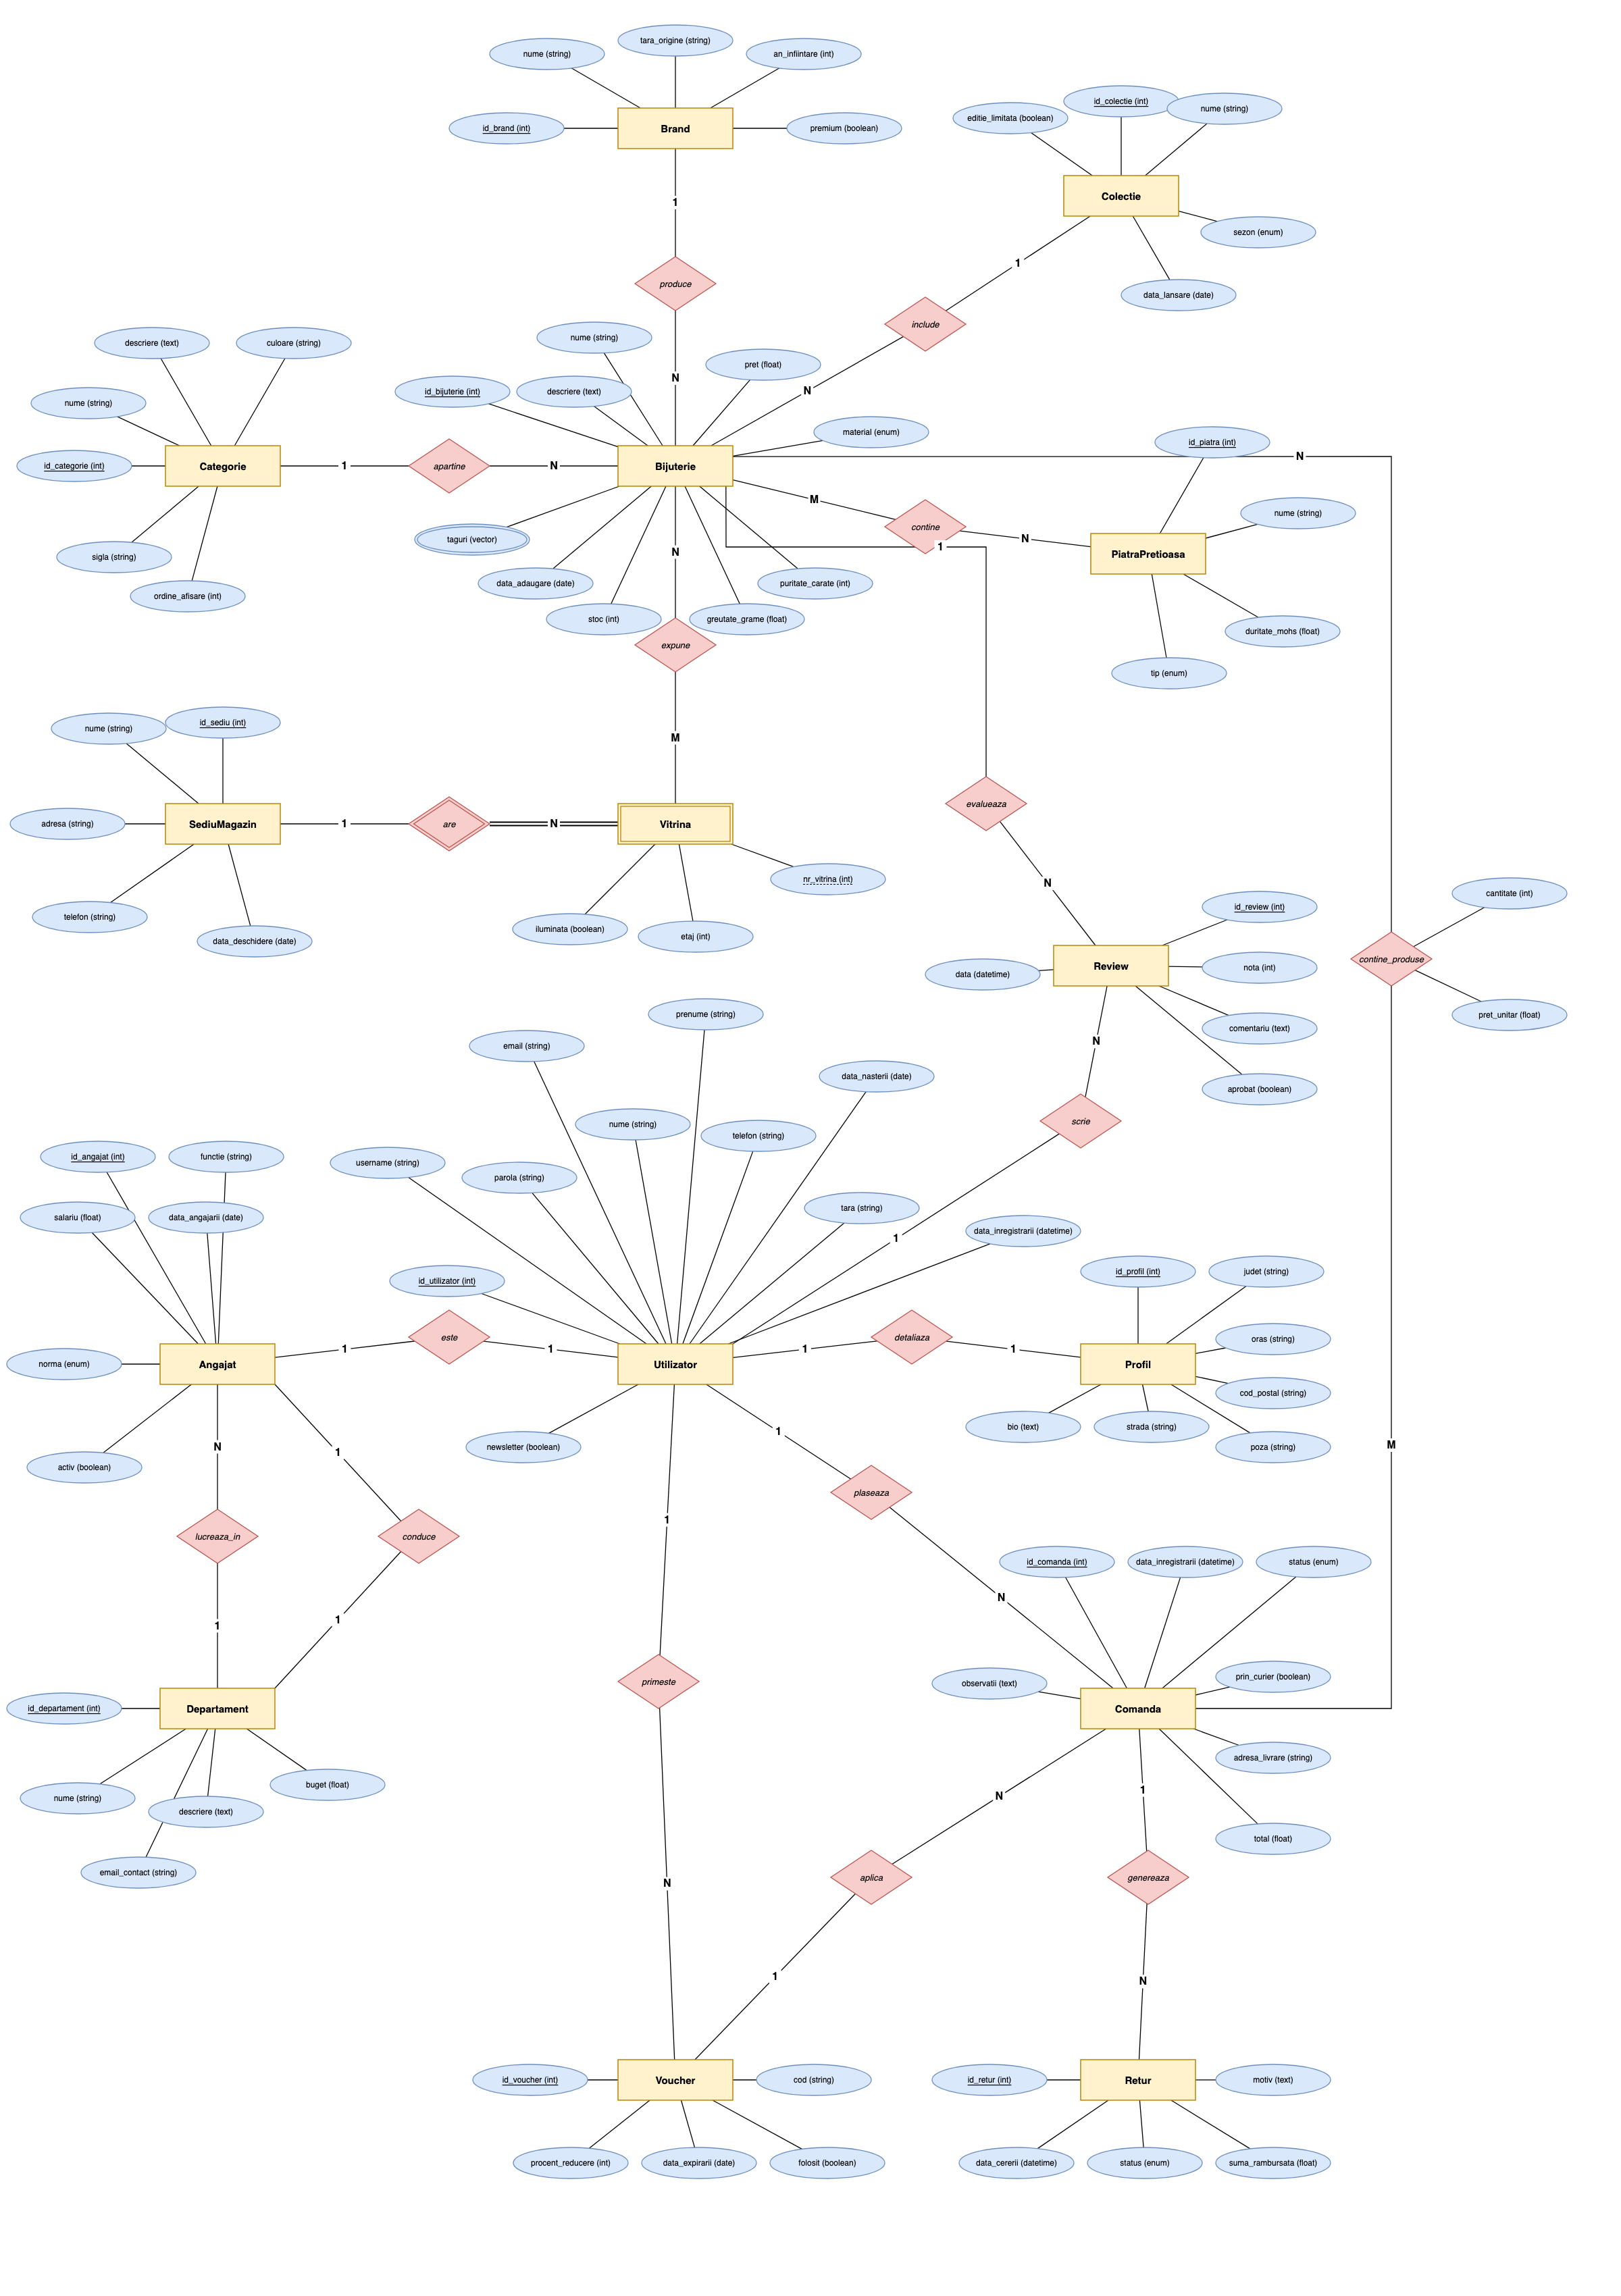 tara_origine (string)
nume (string)
an_infiintare (int)
id_brand (int)
Brand
premium (boolean)
1
produce
N
id_colectie (int)
nume (string)
editie_limitata (boolean)
Colectie
sezon (enum)
data_lansare (date)
1
include
N
descriere (text)
culoare (string)
nume (string)
id_categorie (int)
Categorie
sigla (string)
ordine_afisare (int)
1
apartine
N
nume (string)
pret (float)
id_bijuterie (int)
descriere (text)
material (enum)
Bijuterie
taguri (vector)
data_adaugare (date)
stoc (int)
greutate_grame (float)
puritate_carate (int)
M
contine
N
1
id_piatra (int)
nume (string)
PiatraPretioasa
duritate_mohs (float)
tip (enum)
N
N
expune
M
id_sediu (int)
nume (string)
adresa (string)
SediuMagazin
telefon (string)
data_deschidere (date)
1
are
N
Vitrina
nr_vitrina (int)
iluminata (boolean)
etaj (int)
evalueaza
N
id_review (int)
data (datetime)
Review
nota (int)
comentariu (text)
aprobat (boolean)
cantitate (int)
contine_produse
pret_unitar (float)
M
N
scrie
1
prenume (string)
email (string)
data_nasterii (date)
nume (string)
telefon (string)
username (string)
parola (string)
tara (string)
data_inregistrarii (datetime)
id_utilizator (int)
Utilizator
newsletter (boolean)
id_angajat (int)
functie (string)
salariu (float)
data_angajarii (date)
norma (enum)
Angajat
activ (boolean)
1
este
1
1
detaliaza
1
id_profil (int)
judet (string)
oras (string)
Profil
cod_postal (string)
bio (text)
strada (string)
poza (string)
N
lucreaza_in
1
1
conduce
1
id_departament (int)
Departament
nume (string)
descriere (text)
buget (float)
email_contact (string)
1
plaseaza
N
1
primeste
N
id_comanda (int)
data_inregistrarii (datetime)
status (enum)
observatii (text)
prin_curier (boolean)
Comanda
adresa_livrare (string)
total (float)
N
aplica
1
1
genereaza
N
id_voucher (int)
Voucher
cod (string)
procent_reducere (int)
data_expirarii (date)
folosit (boolean)
id_retur (int)
Retur
motiv (text)
data_cererii (datetime)
status (enum)
suma_rambursata (float)